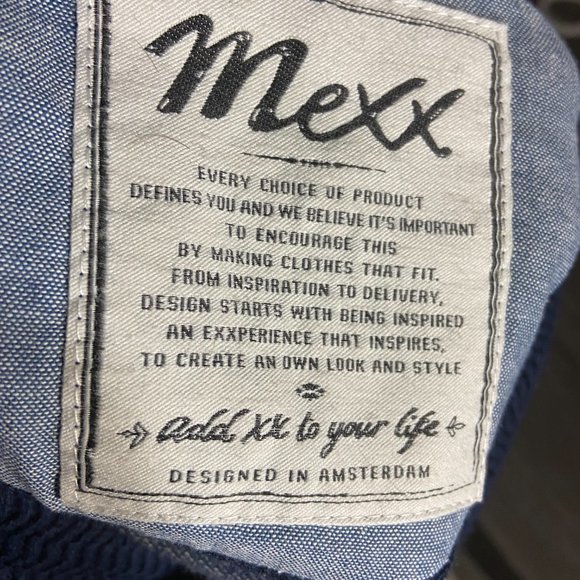 mexx
EVERY CHOICE OF PRODUCT
DEFINES YOU AND WE BELIEVE IT'S IMPORTANT
TO ENCOURAGE THIS
BY MAKING CLOTHES THAT FIT.
FROM INSPIRATION TO DELIVERY,
DESIGN STARTS WITH BEING INSPIRED
AN EXXPERIENCE THAT INSPIRES,
TO CREATE AN OWN LOOK AND STYLE
add xx to your life
DESIGNED IN AMSTERDAM